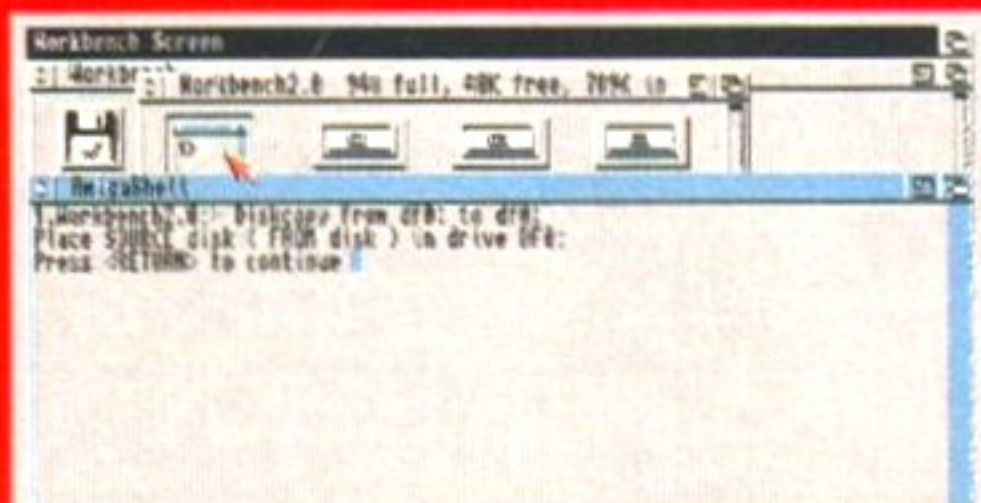 Workbench Screen
Workbench2.0 94% full, 48K free, 789K in
AmigaShell
1.Workbench2.0:> Diskcopy from df0: to df0:
Place SOURCE disk ( FROM disk ) in drive DF0:
Press <RETURN> to continue